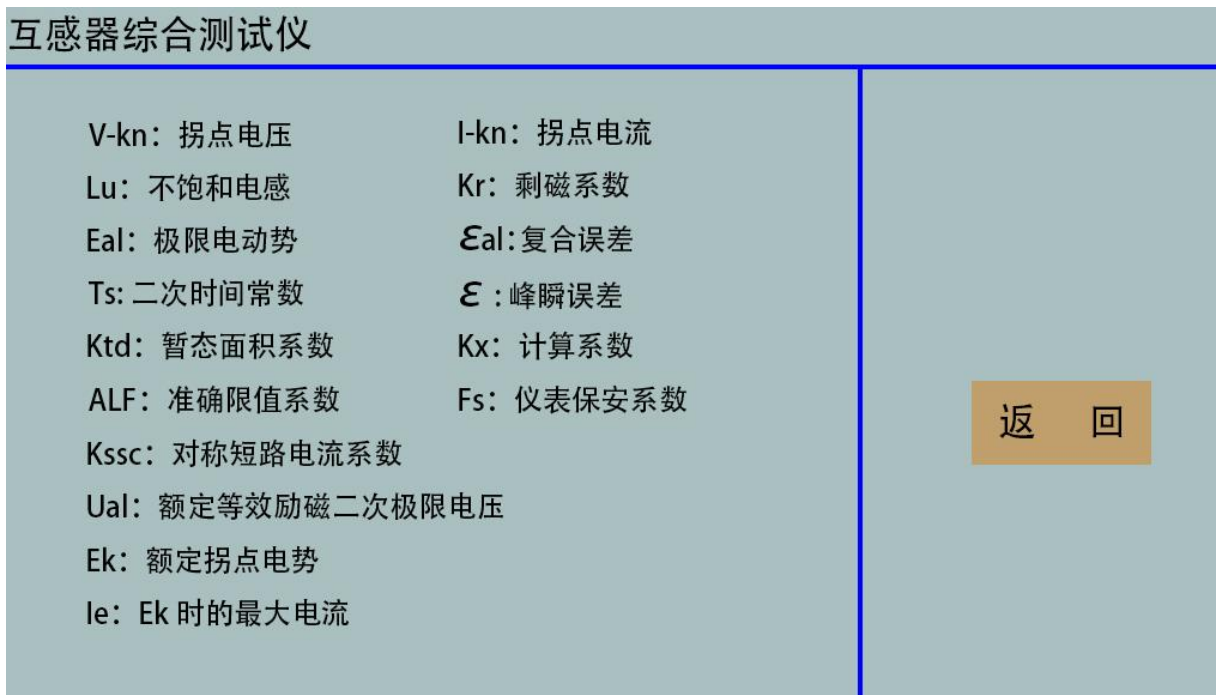 互感器综合测试仪
V-kn：拐点电压 I-kn：拐点电流
Lu：不饱和电感 Kr：剩磁系数
Eal：极限电动势 εal:复合误差
Ts:二次时间常数 ε :峰瞬误差
Ktd：暂态面积系数 Kx：计算系数
ALF：准确限值系数 Fs：仪表保安系数
Kssc：对称短路电流系数
Ual：额定等效励磁二次极限电压
Ek：额定拐点电势
Ie：Ek 时的最大电流
返 回